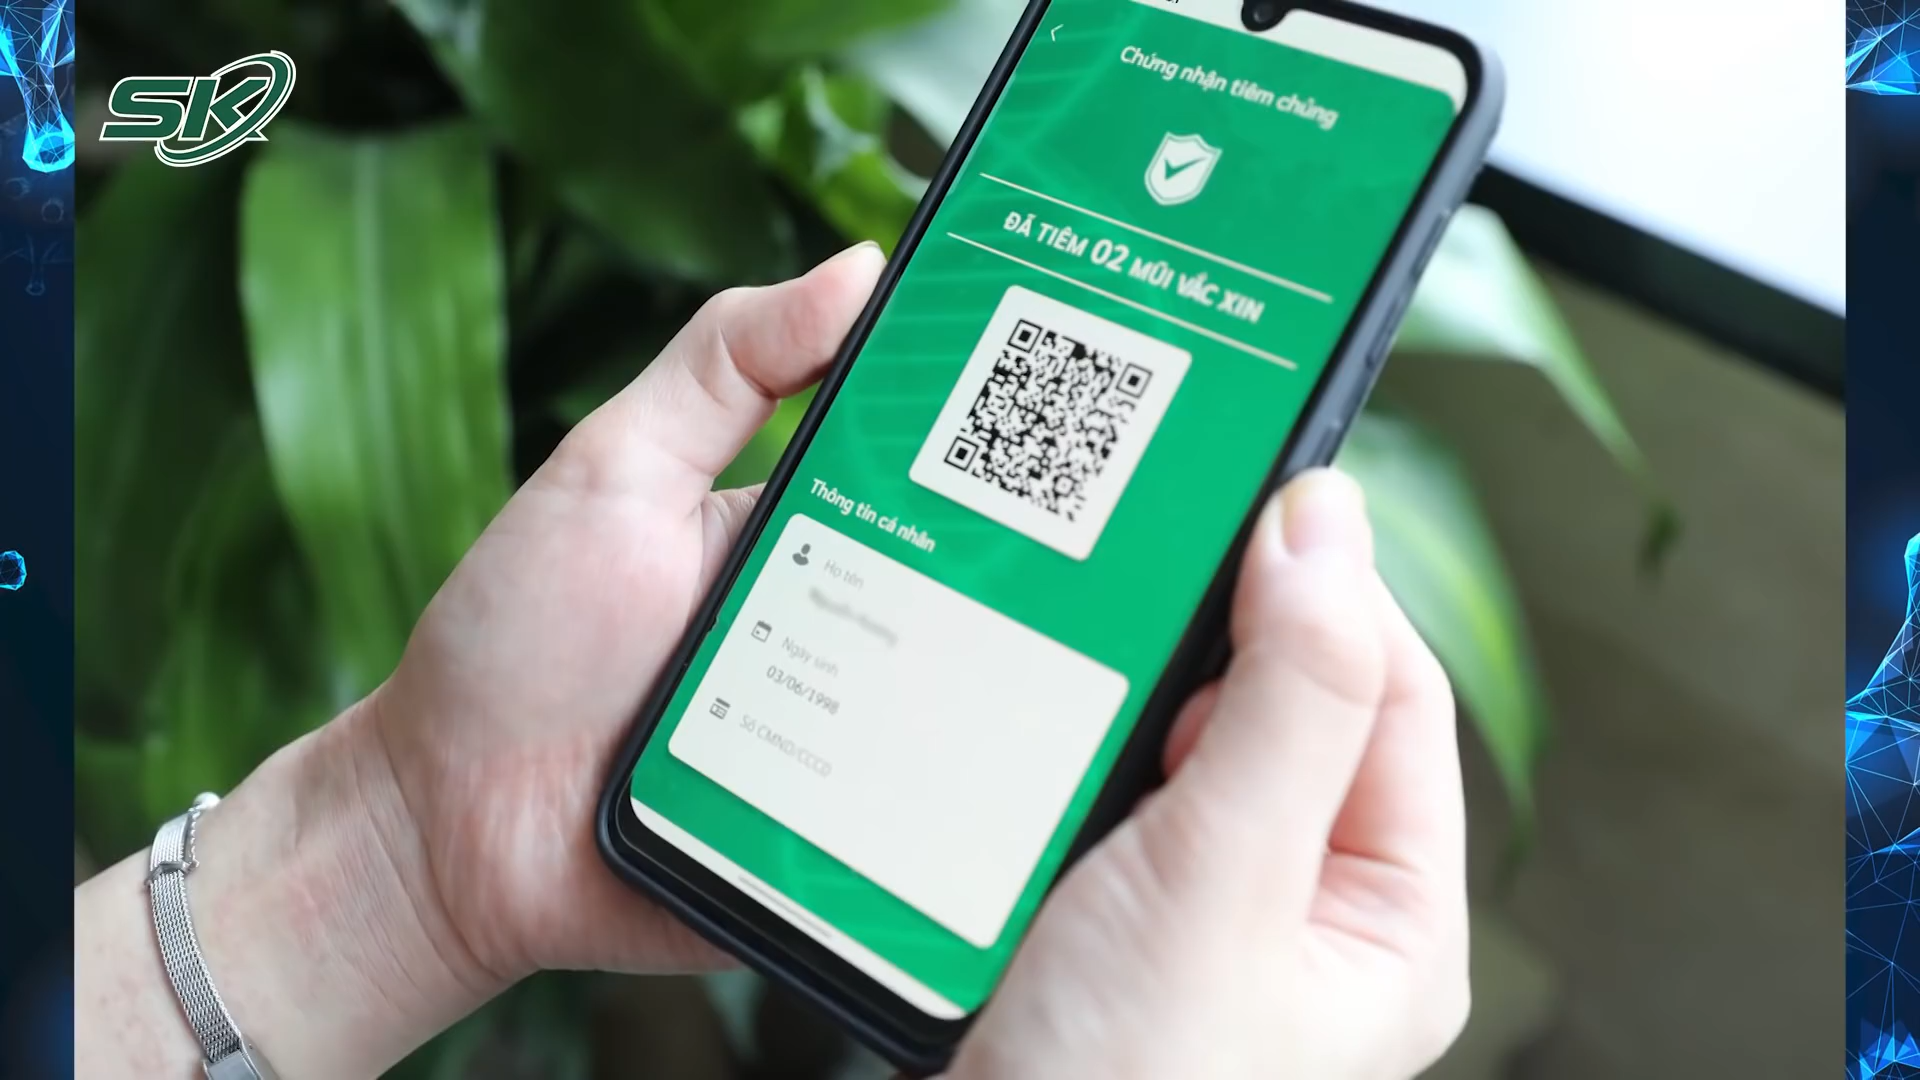 SK
Chứng nhận tiêm chủng
ĐÃ TIÊM 02 MŨI VẮC XIN
Thông tin cá nhân
Họ tên
Ngày sinh
03/06/1998
Số CMND/CCCD